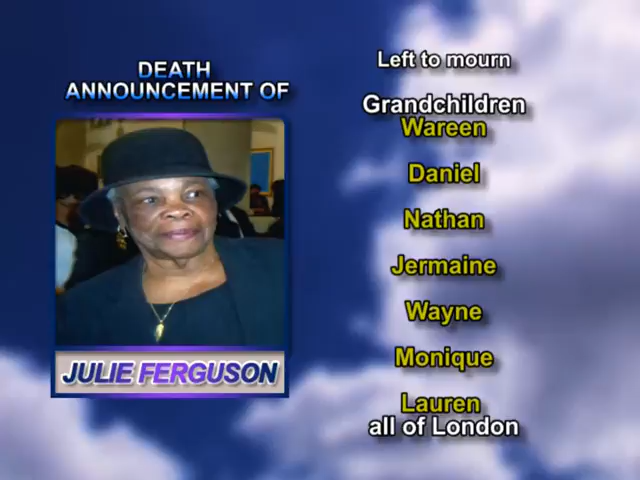 DEATH
ANNOUNCEMENT OF
JULIE FERGUSON
Left to mourn
Grandchildren
Wareen
Daniel
Nathan
Jermaine
Wayne
Monique
Lauren
all of London